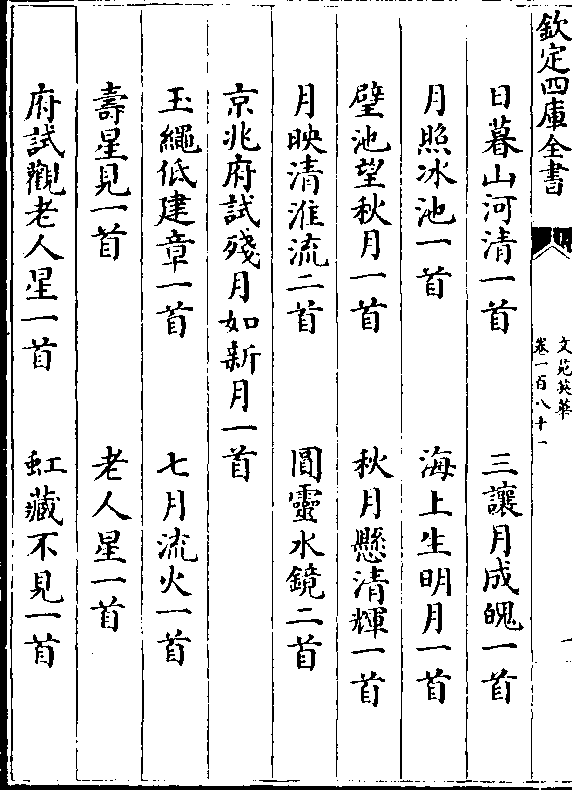 欽定四庫全書
文苑英華
卷一百八十一
日暮山河清一首　三讓月成魄一首
月照冰池一首　海上生明月一首
璧池望秋月一首　秋月懸清輝一首
月映清淮流二首　圓靈水鏡二首
京兆府試殘月如新月一首
玉繩低建章一首　七月流火一首
壽星見一首　老人星一首
府試觀老人星一首　虹藏不見一首